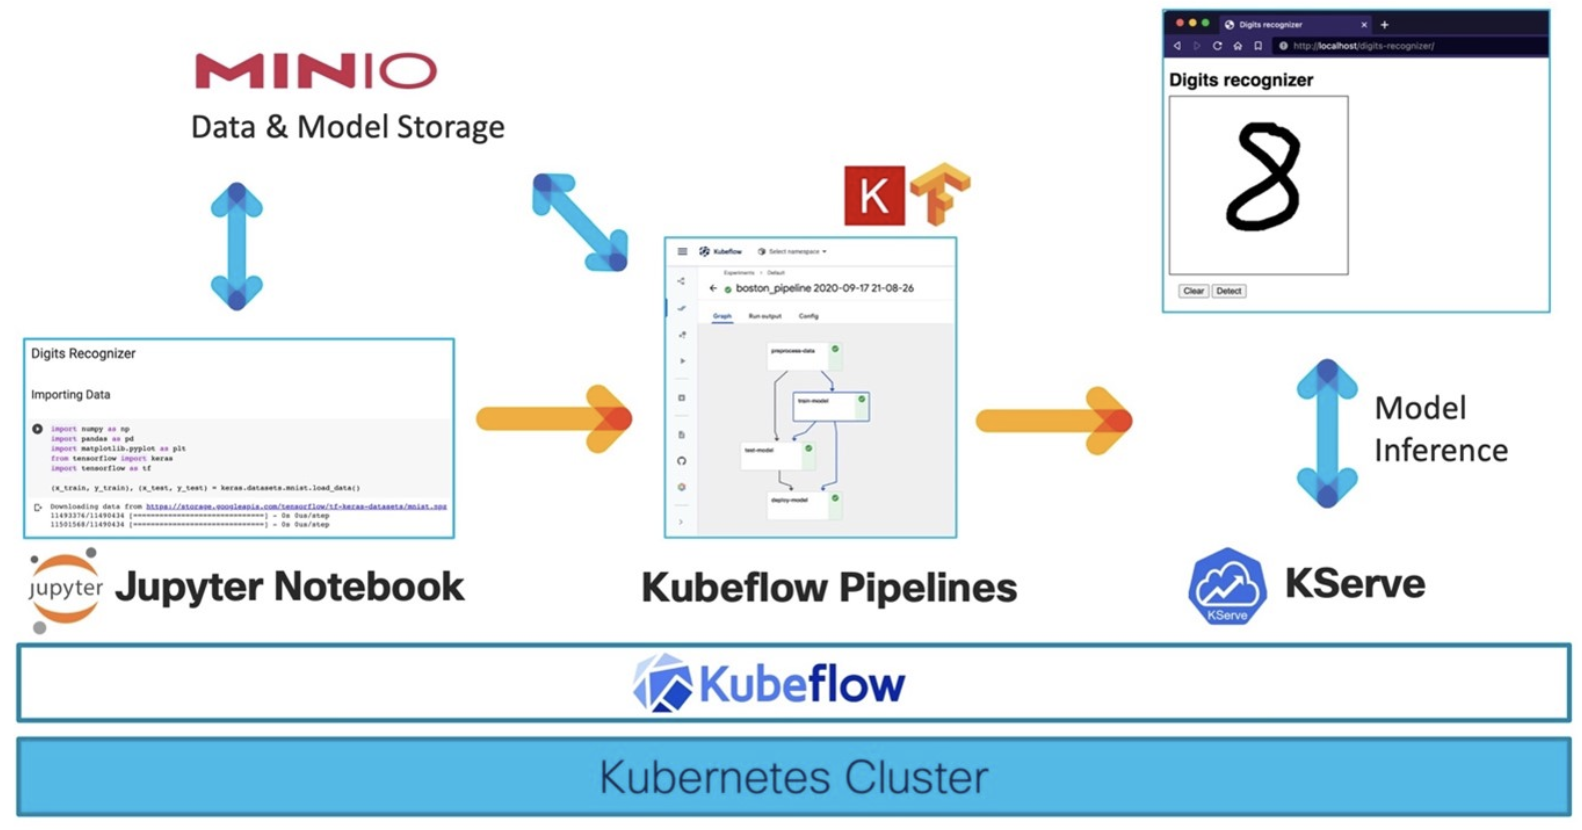 MINIO
Data & Model Storage
Digits recognizer
http://localhost/digits-recognizer/
Digits recognizer
Clear
Detect
K
Kubeflow
Select namespace
Experiments > Default
boston_pipeline 2020-09-17 21-08-26
Graph
Run output
Config
preprocess-data
train-model
test-model
deploy-model
Digits Recognizer
Importing Data
import numpy as np
import pandas as pd
import matplotlib.pyplot as plt
from tensorflow import keras
import tensorflow as tf
(x_train, y_train), (x_test, y_test) = keras.datasets.mnist.load_data()
Downloading data from https://storage.googleapis.com/tensorflow/tf-keras-datasets/mnist.npz
11493376/11490434 [==============================] - 0s 0us/step
11501568/11490434 [==============================] - 0s 0us/step
8
Model
Inference
jupyter
Jupyter Notebook
Kubeflow Pipelines
KServe
KServe
Kubeflow
Kubernetes Cluster